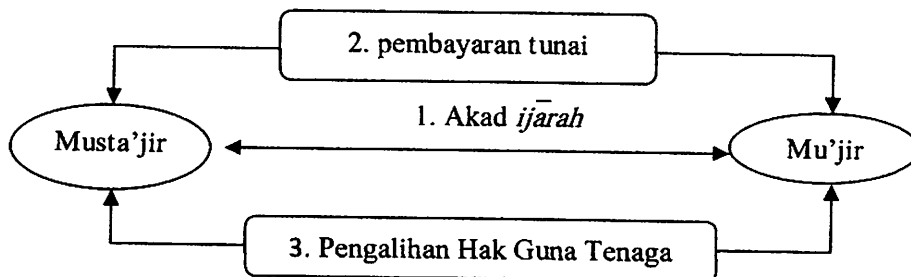 2. pembayaran tunai
1. Akad ijārah
Musta'jir
Mu'jir
3. Pengalihan Hak Guna Tenaga